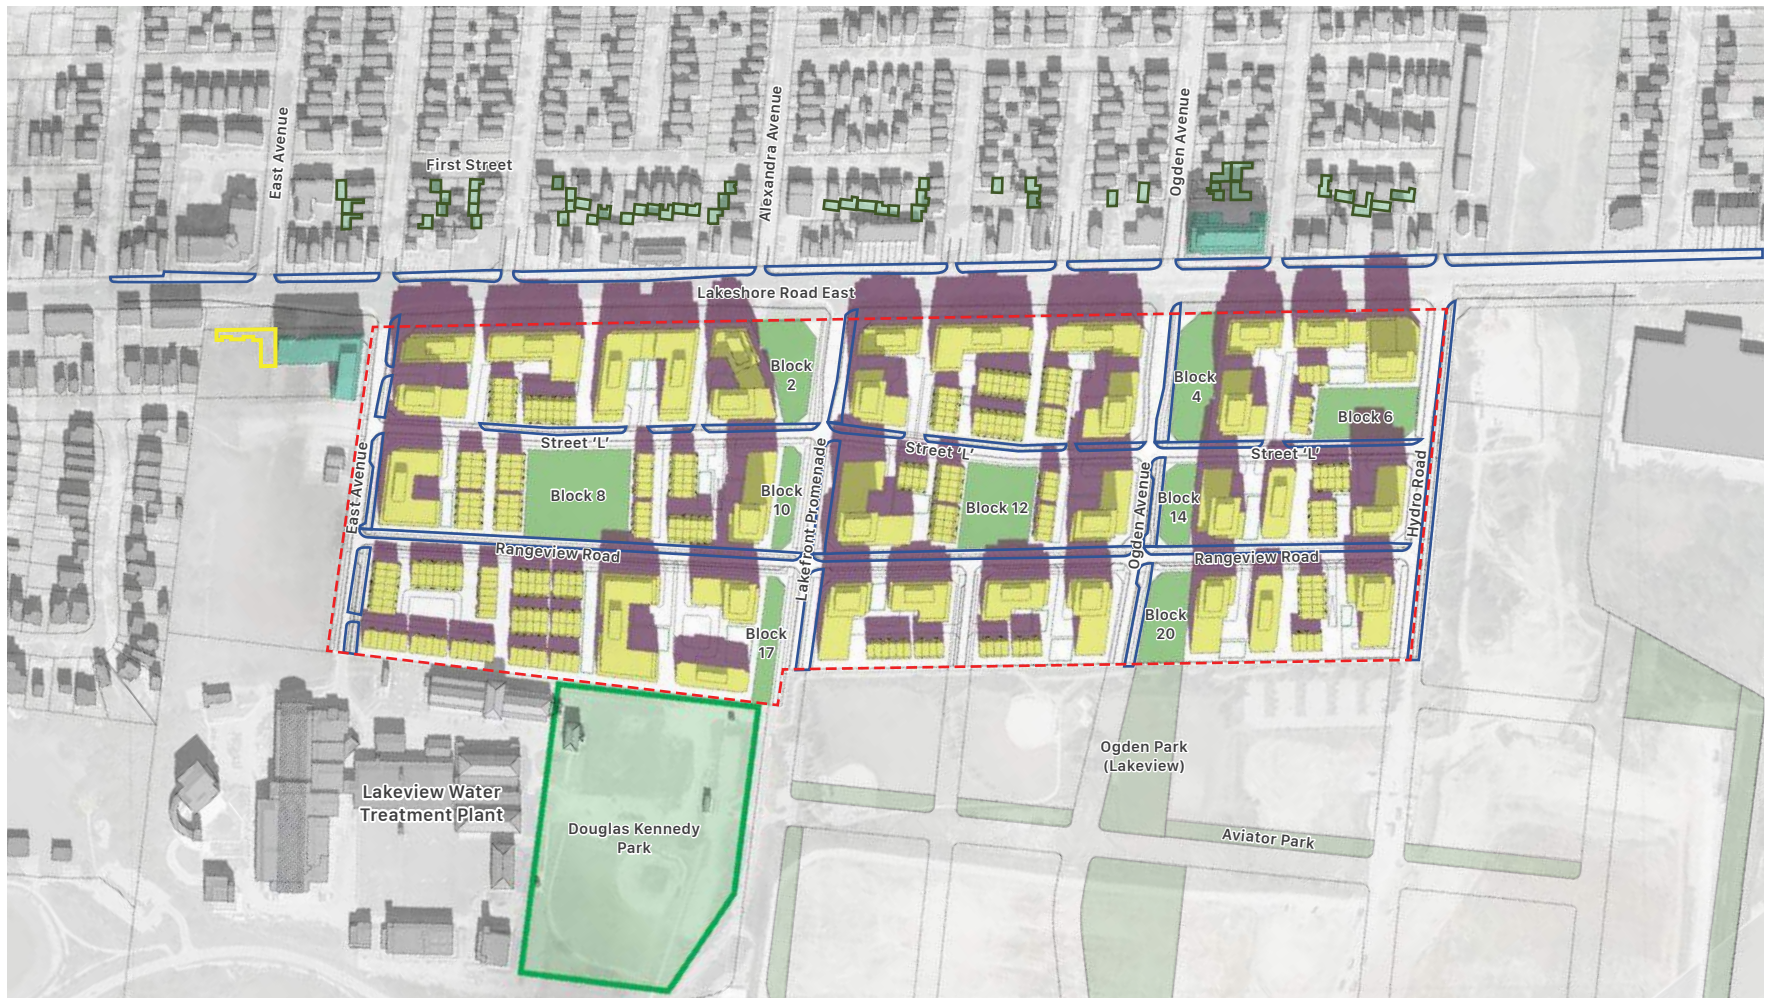 East Avenue
First Street
Alexandra Avenue
Ogden Avenue
Lakeshore Road East
Block
2
Block
4
Block 6
Street ‘L’
Street ‘L’
Street ‘L’
East Avenue
Block 8
Block
10
Lakefront Promenade
Block 12
Ogden Avenue
Block
14
Hydro Road
Rangeview Road
Rangeview Road
Block
17
Block
20
Lakeview Water
Treatment Plant
Douglas Kennedy
Park
Ogden Park
(Lakeview)
Aviator Park